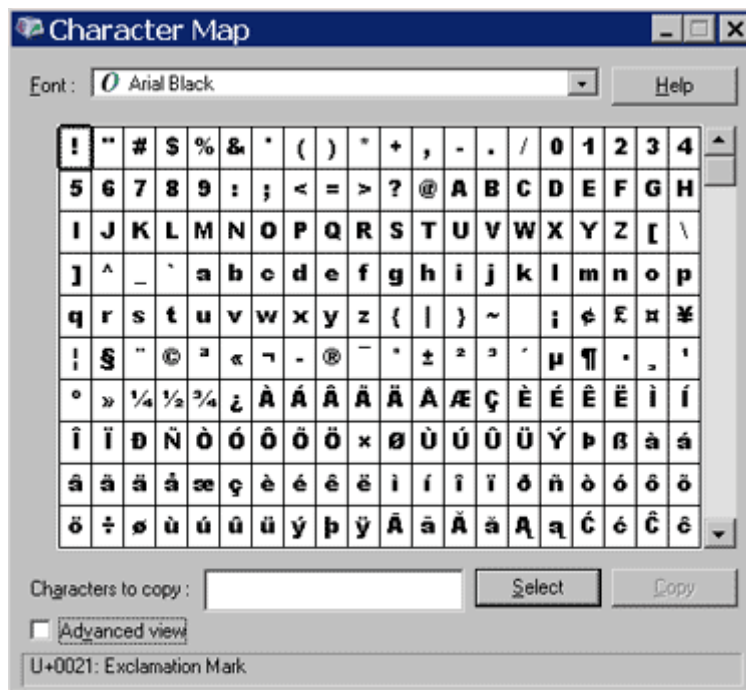 Character Map
Font : O Arial Black Help
! " # $ % & ' ( ) * + , - . / 0 1 2 3 4
5 6 7 8 9 : ; < = > ? @ A B C D E F G H
I J K L M N O P Q R S T U V W X Y Z [ \
] ^ _ ` a b c d e f g h i j k l m n o p
q r s t u v w x y z { | } ~ ¡ ¢ £ ¤ ¥
¦ § ¨ © ª « ¬ - ® ¯ ° ± ² ³ ´ µ ¶ · ¸ ¹
º » ¼ ½ ¾ ¿ À Á Â Ã Ä Å Æ Ç È É Ê Ë Ì Í
Î Ï Ð Ñ Ò Ó Ô Õ Ö × Ø Ù Ú Û Ü Ý Þ ß à á
â ã ä å æ ç è é ê ë ì í î ï ð ñ ò ó ô õ
ö ÷ ø ù ú û ü ý þ ÿ Ā ā Ă ă Ą ą Ć ć Ĉ ĉ
Characters to copy : Select Copy
Advanced view
U+0021: Exclamation Mark